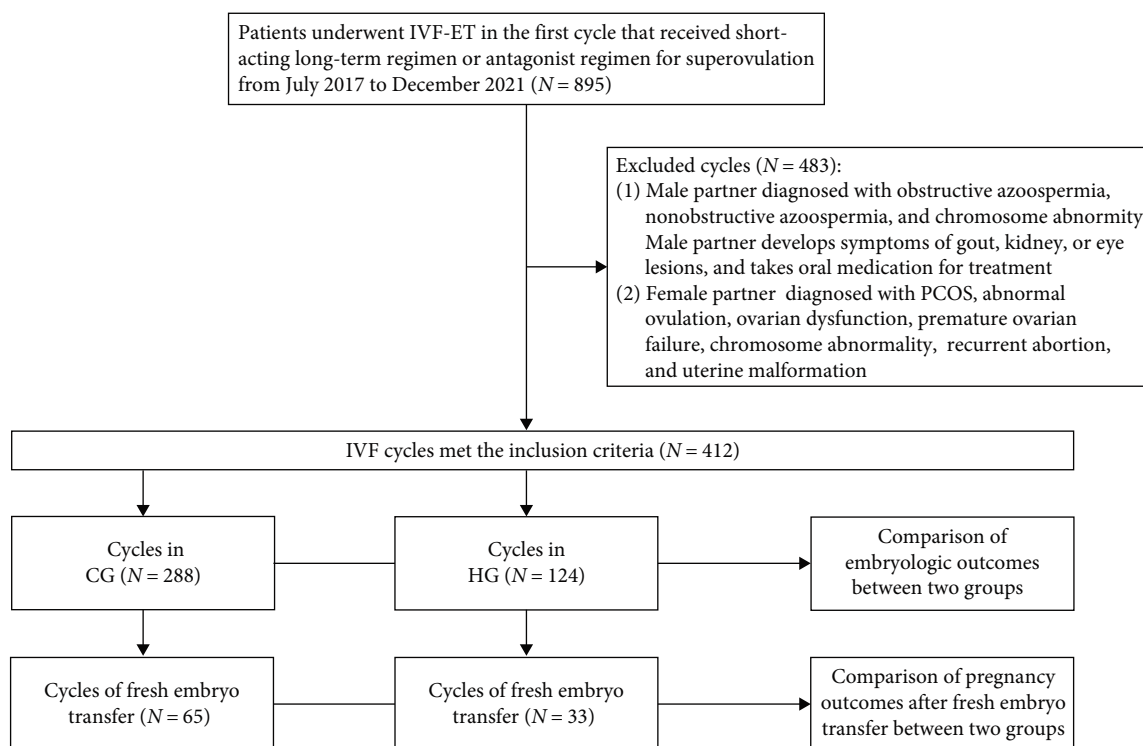 Patients underwent IVF-ET in the first cycle that received short-
acting long-term regimen or antagonist regimen for superovulation
from July 2017 to December 2021 (N = 895)
Excluded cycles (N = 483):
(1) Male partner diagnosed with obstructive azoospermia,
nonobstructive azoospermia, and chromosome abnormity
Male partner develops symptoms of gout, kidney, or eye
lesions, and takes oral medication for treatment
(2) Female partner diagnosed with PCOS, abnormal
ovulation, ovarian dysfunction, premature ovarian
failure, chromosome abnormality, recurrent abortion,
and uterine malformation
IVF cycles met the inclusion criteria (N = 412)
Cycles in
CG (N = 288)
Cycles in
HG (N = 124)
Comparison of
embryologic outcomes
between two groups
Cycles of fresh embryo
transfer (N = 65)
Cycles of fresh embryo
transfer (N = 33)
Comparison of pregnancy
outcomes after fresh embryo
transfer between two groups